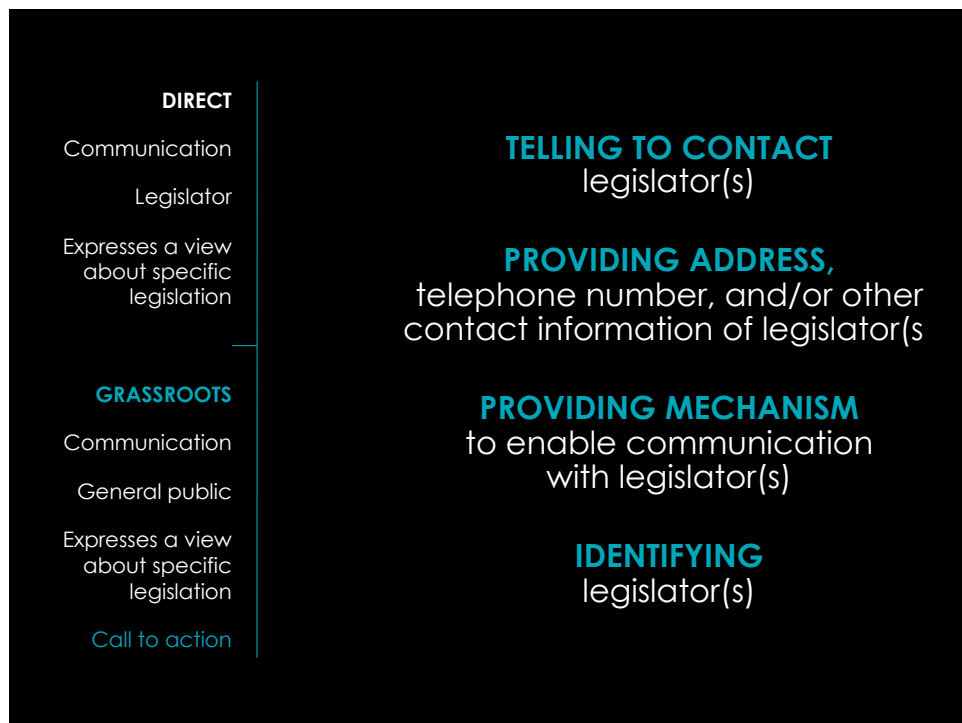 DIRECT
Communication
Legislator
Expresses a view
about specific
legislation
GRASSROOTS
Communication
General public
Expresses a view
about specific
legislation
Call to action
TELLING TO CONTACT
legislator(s)
PROVIDING ADDRESS,
telephone number, and/or other
contact information of legislator(s
PROVIDING MECHANISM
to enable communication
with legislator(s)
IDENTIFYING
legislator(s)